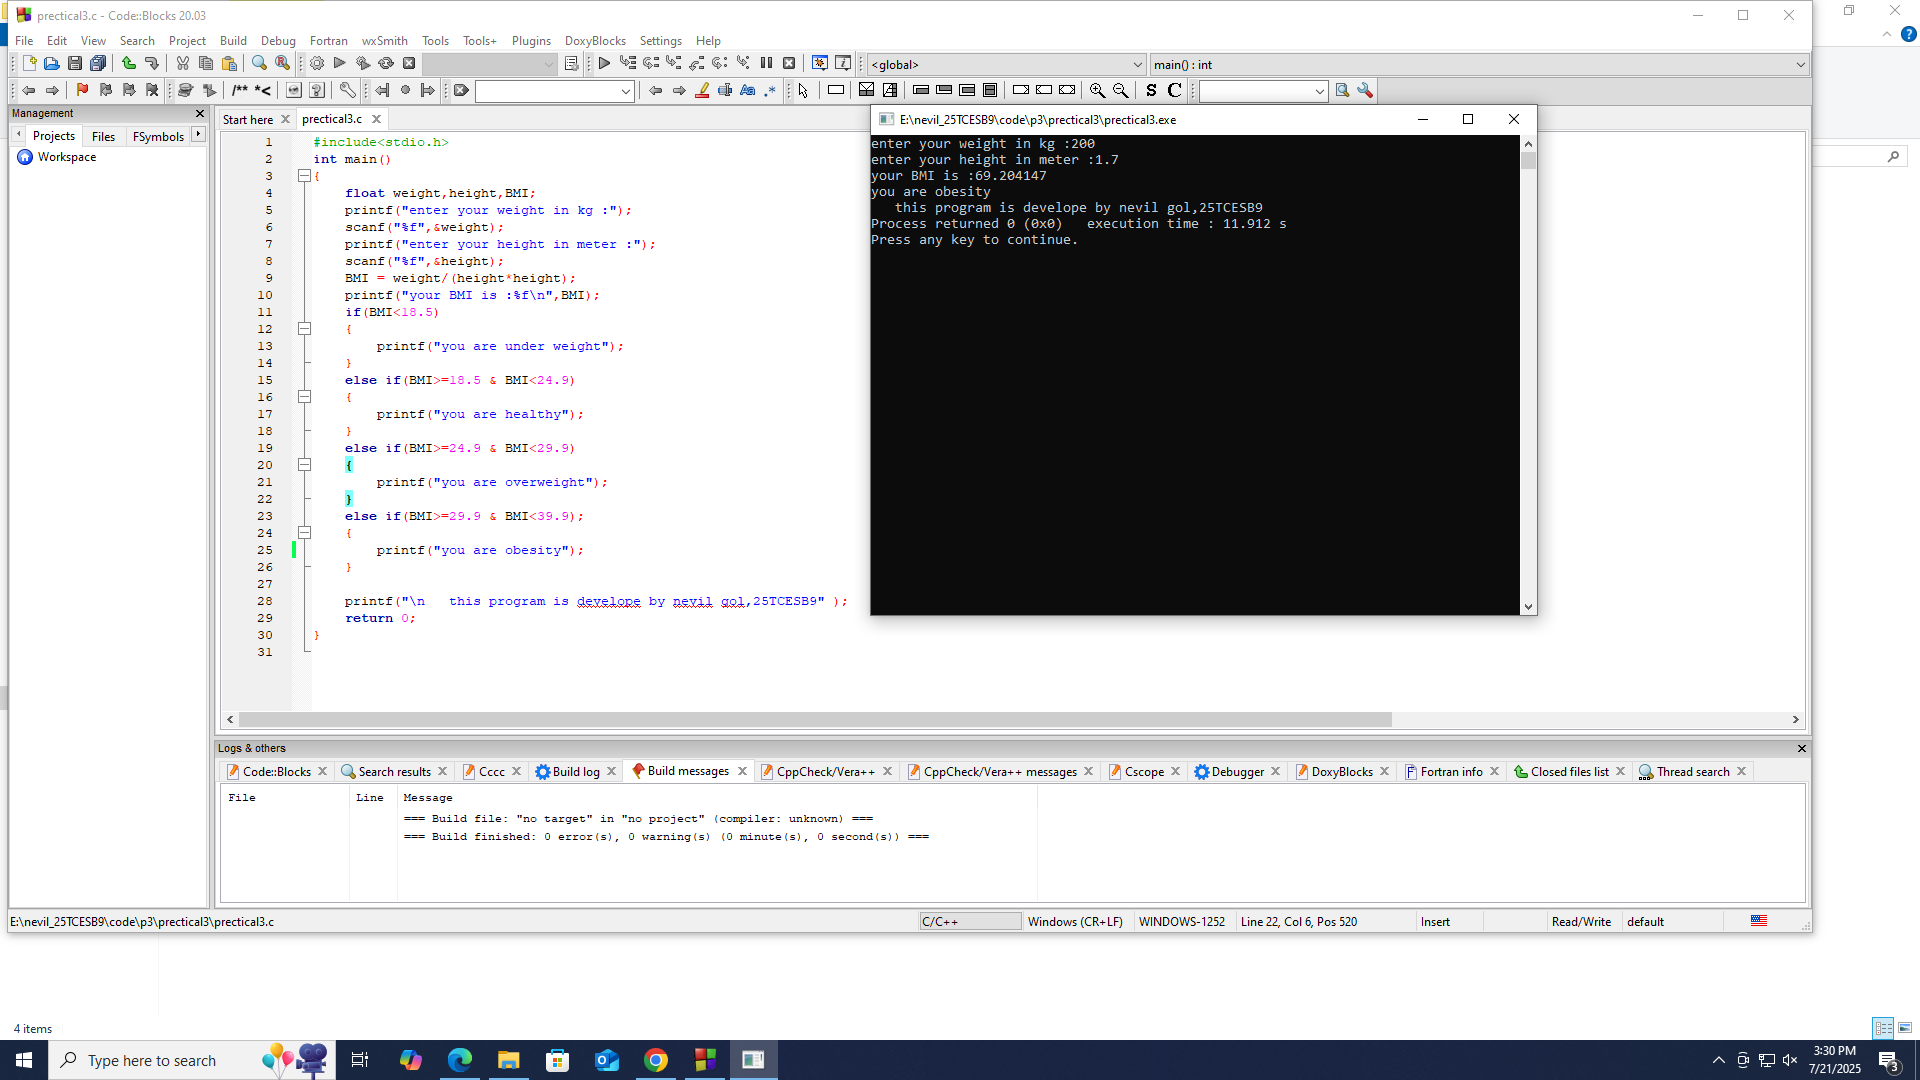 prectical3.c - Code::Blocks 20.03
File Edit View Search Project Build Debug Fortran wxSmith Tools Tools+ Plugins DoxyBlocks Settings Help
<global> main() : int
/** *< Aa .* S C
Management
Projects Files FSymbols
Workspace
Start here prectical3.c
1 #include<stdio.h>
2 int main()
3 {
4 float weight,height,BMI;
5 printf("enter your weight in kg :");
6 scanf("%f",&weight);
7 printf("enter your height in meter :");
8 scanf("%f",&height);
9 BMI = weight/(height*height);
10 printf("your BMI is :%f\n",BMI);
11 if(BMI<18.5)
12 {
13 printf("you are under weight");
14 }
15 else if(BMI>=18.5 & BMI<24.9)
16 {
17 printf("you are healthy");
18 }
19 else if(BMI>=24.9 & BMI<29.9)
20 {
21 printf("you are overweight");
22 }
23 else if(BMI>=29.9 & BMI<39.9);
24 {
25 printf("you are obesity");
26 }
27
28 printf("\n   this program is develope by nevil gol,25TCESB9" );
29 return 0;
30 }
31
E:\nevil_25TCESB9\code\p3\prectical3\prectical3.exe
enter your weight in kg :200
enter your height in meter :1.7
your BMI is :69.204147
you are obesity
this program is develope by nevil gol,25TCESB9
Process returned 0 (0x0)   execution time : 11.912 s
Press any key to continue.
Logs & others
Code::Blocks Search results Cccc Build log Build messages CppCheck/Vera++ CppCheck/Vera++ messages Cscope Debugger DoxyBlocks Fortran info Closed files list Thread search
File Line Message
=== Build file: "no target" in "no project" (compiler: unknown) ===
=== Build finished: 0 error(s), 0 warning(s) (0 minute(s), 0 second(s)) ===
E:\nevil_25TCESB9\code\p3\prectical3\prectical3.c C/C++ Windows (CR+LF) WINDOWS-1252 Line 22, Col 6, Pos 520 Insert Read/Write default
4 items
Type here to search
3:30 PM
7/21/2025
3